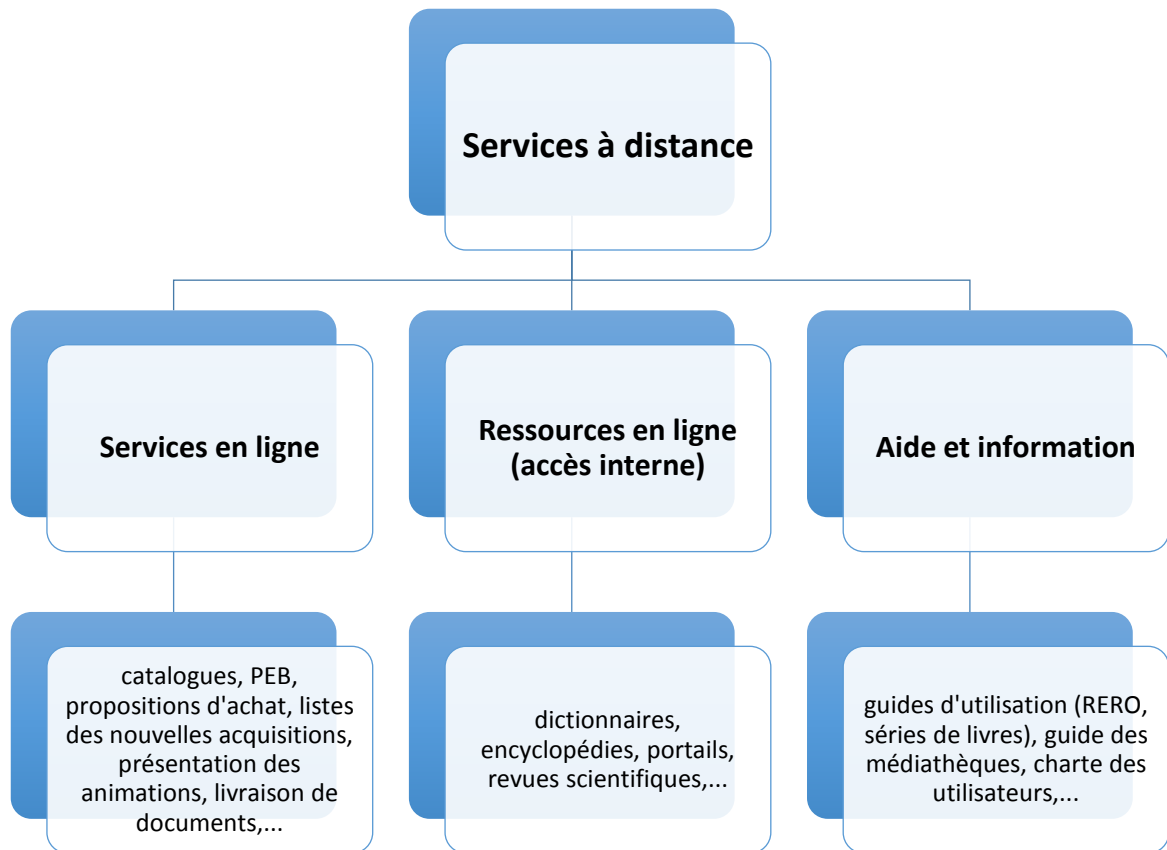 Services à distance
Services en ligne
Ressources en ligne
(accès interne)
Aide et information
catalogues, PEB,
propositions d'achat, listes
des nouvelles acquisitions,
présentation des
animations, livraison de
documents,...
dictionnaires,
encyclopédies, portails,
revues scientifiques,...
guides d'utilisation (RERO,
séries de livres), guide des
médiathèques, charte des
utilisateurs,...